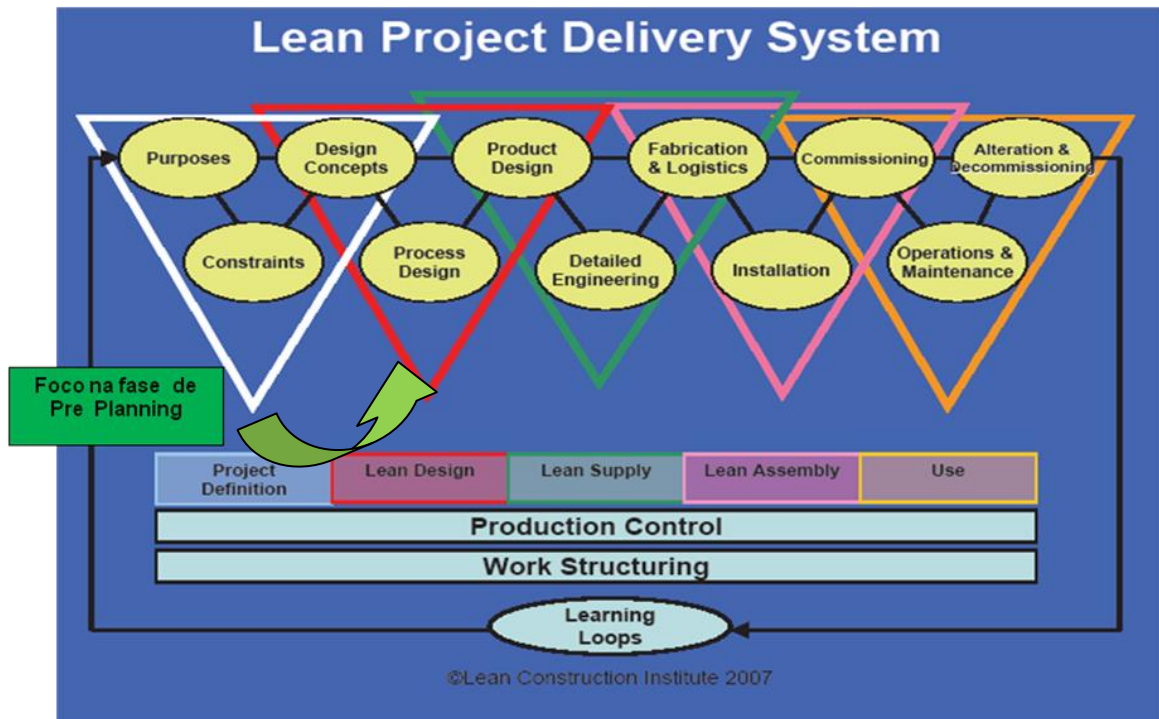 Lean Project Delivery System
Purposes
Design
Concepts
Product
Design
Fabrication
& Logistics
Commissioning
Alteration &
Decommissioning
Constraints
Process
Design
Detailed
Engineering
Installation
Operations &
Maintenance
Foco na fase de
Pre Planning
Project
Definition
Lean Design
Lean Supply
Lean Assembly
Use
Production Control
Work Structuring
Learning
Loops
©Lean Construction Institute 2007